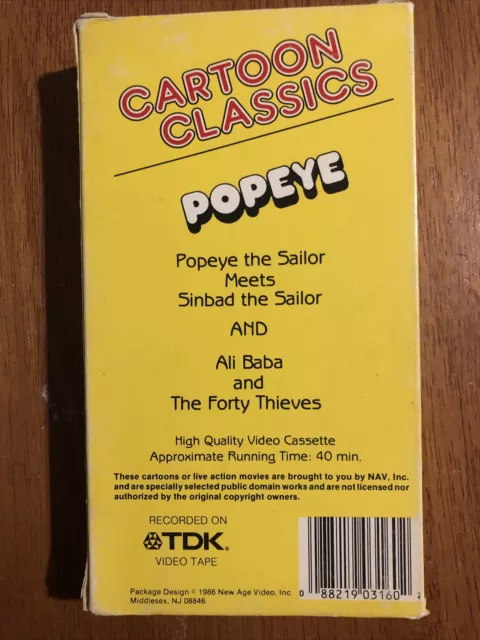 CARTOON
CLASSICS
POPEYE
Popeye the Sailor
Meets
Sinbad the Sailor
AND
Ali Baba
and
The Forty Thieves
High Quality Video Cassette
Approximate Running Time: 40 min.
These cartoons or live action movies are brought to you by NAV, Inc.
and are specially selected public domain works and are not licensed nor
authorized by the original copyright owners.
RECORDED ON
TDK.
VIDEO TAPE
Package Design © 1986 New Age Video, Inc.
Middlesex, NJ 08846
0 88219 03160 2